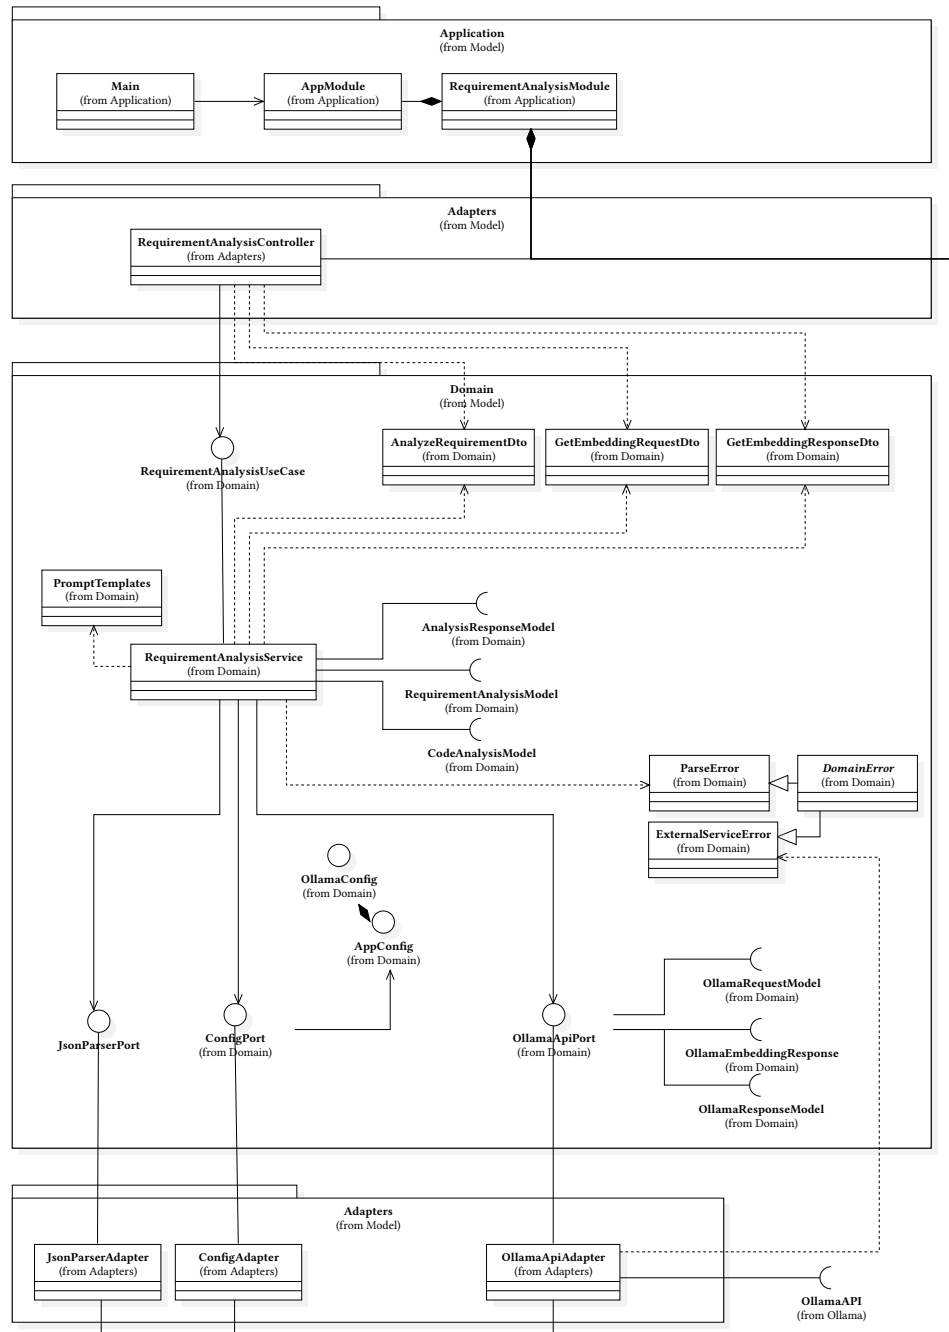 Application
(from Model)
Main
(from Application)
AppModule
(from Application)
RequirementAnalysisModule
(from Application)
Adapters
(from Model)
RequirementAnalysisController
(from Adapters)
Domain
(from Model)
AnalyzeRequirementDto
(from Domain)
GetEmbeddingRequestDto
(from Domain)
GetEmbeddingResponseDto
(from Domain)
RequirementAnalysisUseCase
(from Domain)
PromptTemplates
(from Domain)
AnalysisResponseModel
(from Domain)
RequirementAnalysisService
(from Domain)
RequirementAnalysisModel
(from Domain)
CodeAnalysisModel
(from Domain)
ParseError
(from Domain)
DomainError
(from Domain)
ExternalServiceError
(from Domain)
OllamaConfig
(from Domain)
AppConfig
(from Domain)
OllamaRequestModel
(from Domain)
JsonParserPort
ConfigPort
(from Domain)
OllamaApiPort
(from Domain)
OllamaEmbeddingResponse
(from Domain)
OllamaResponseModel
(from Domain)
Adapters
(from Model)
JsonParserAdapter
(from Adapters)
ConfigAdapter
(from Adapters)
OllamaApiAdapter
(from Adapters)
OllamaAPI
(from Ollama)